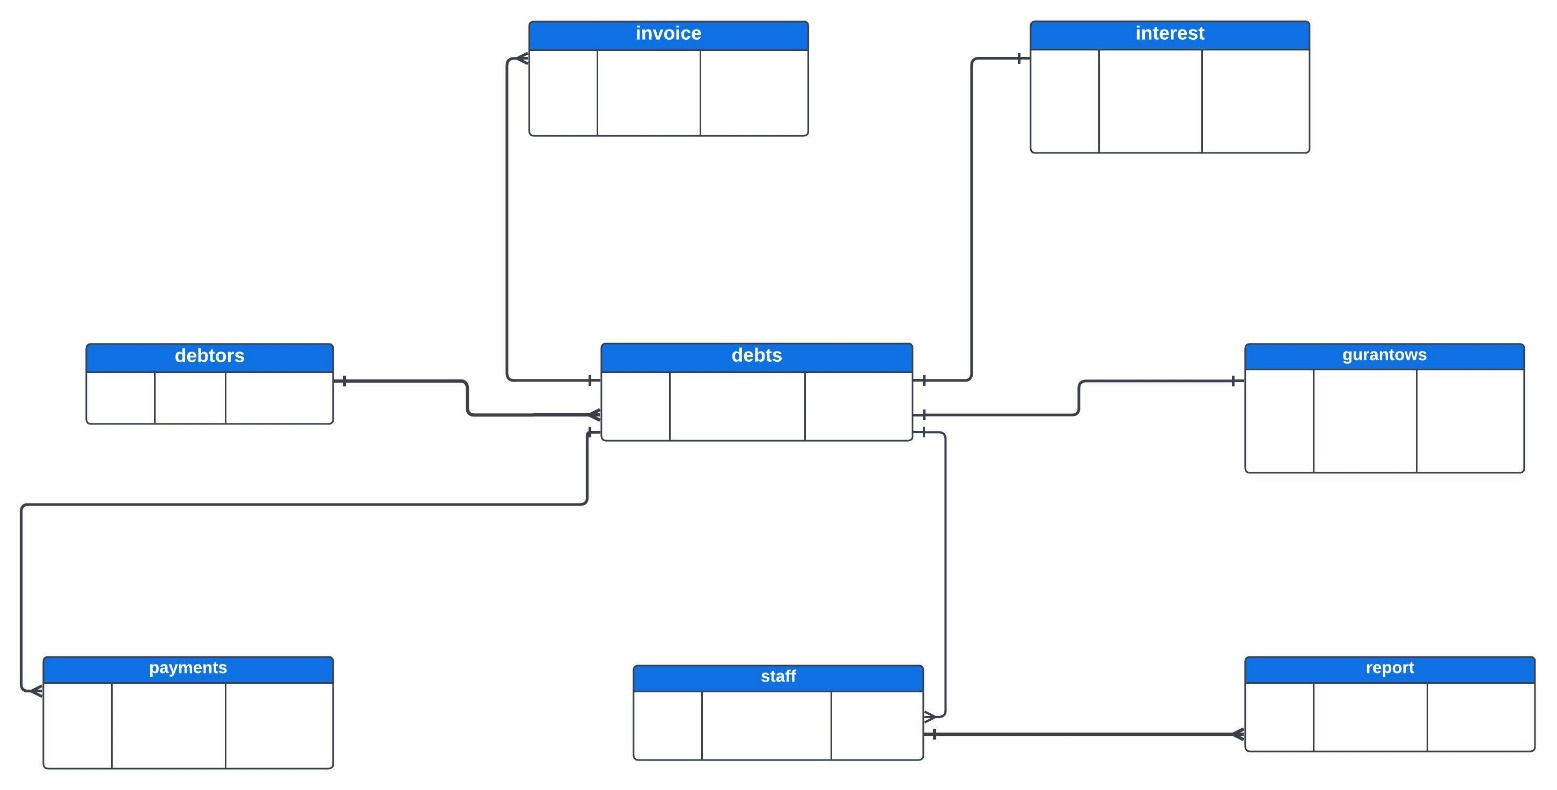 invoice
interest
debtors
debts
gurantows
payments
staff
report